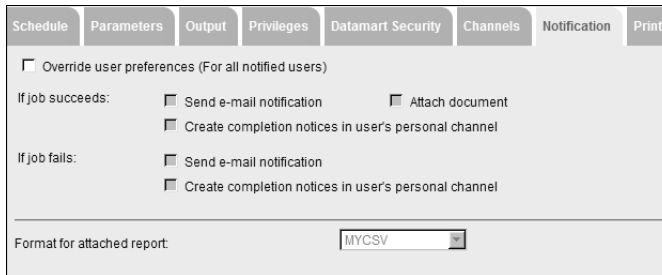 Schedule Parameters Output Privileges Datamart Security Channels Notification Print
Override user preferences (For all notified users)
If job succeeds: Send e-mail notification Attach document
Create completion notices in user's personal channel
If job fails: Send e-mail notification
Create completion notices in user's personal channel
Format for attached report: MYCSV